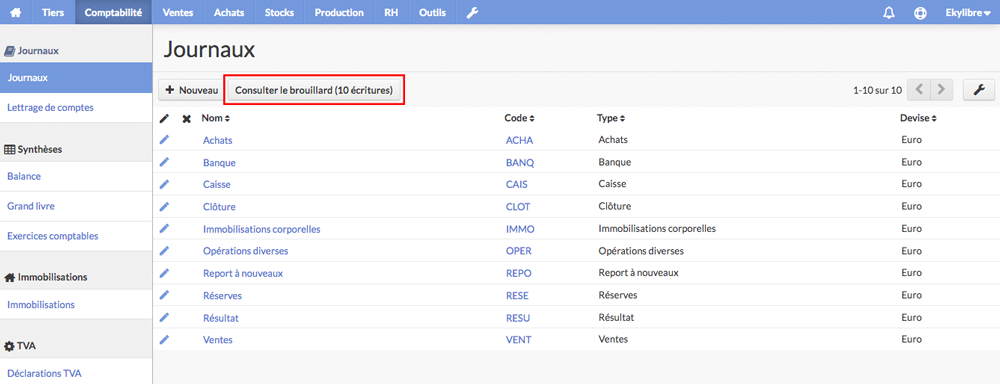 Tiers Comptabilité Ventes Achats Stocks Production RH Outils Ekylibre
Journaux
Journaux
Lettrage de comptes
Synthèses
Balance
Grand livre
Exercices comptables
Immobilisations
Immobilisations
TVA
Déclarations TVA
Journaux
Nouveau Consulter le brouillard (10 écritures) 1-10 sur 10
Nom Code Type Devise
Achats ACHA Achats Euro
Banque BANQ Banque Euro
Caisse CAIS Caisse Euro
Clôture CLOT Clôture Euro
Immobilisations corporelles IMMO Immobilisations corporelles Euro
Opérations diverses OPER Opérations diverses Euro
Report à nouveaux REPO Report à nouveaux Euro
Réserves RESE Réserves Euro
Résultat RESU Résultat Euro
Ventes VENT Ventes Euro